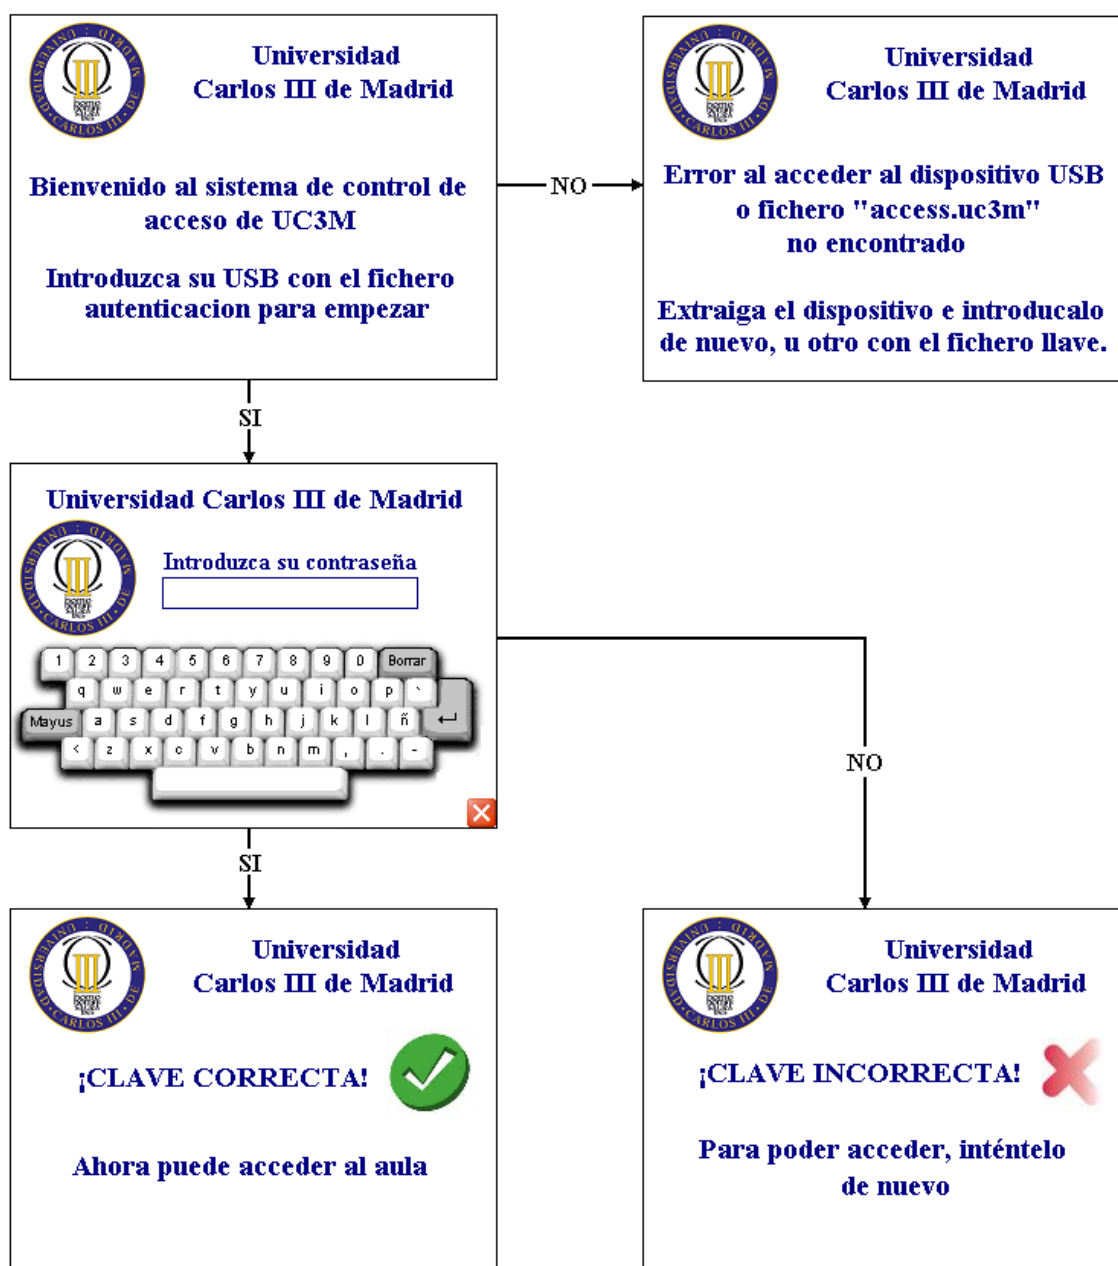 Universidad
Carlos III de Madrid
Bienvenido al sistema de control de
acceso de UC3M
Introduzca su USB con el fichero
autenticacion para empezar
NO
Universidad
Carlos III de Madrid
Error al acceder al dispositivo USB
o fichero "access.uc3m"
no encontrado
Extraiga el dispositivo e introducalo
de nuevo, u otro con el fichero llave.
SI
Universidad Carlos III de Madrid
Introduzca su contraseña
1 2 3 4 5 6 7 8 9 0 Borrar
q w e r t y u i o p `
Mayus a s d f g h j k l ñ
< z x c v b n m , . -
NO
SI
Universidad
Carlos III de Madrid
¡CLAVE CORRECTA!
Ahora puede acceder al aula
Universidad
Carlos III de Madrid
¡CLAVE INCORRECTA!
Para poder acceder, inténtelo
de nuevo